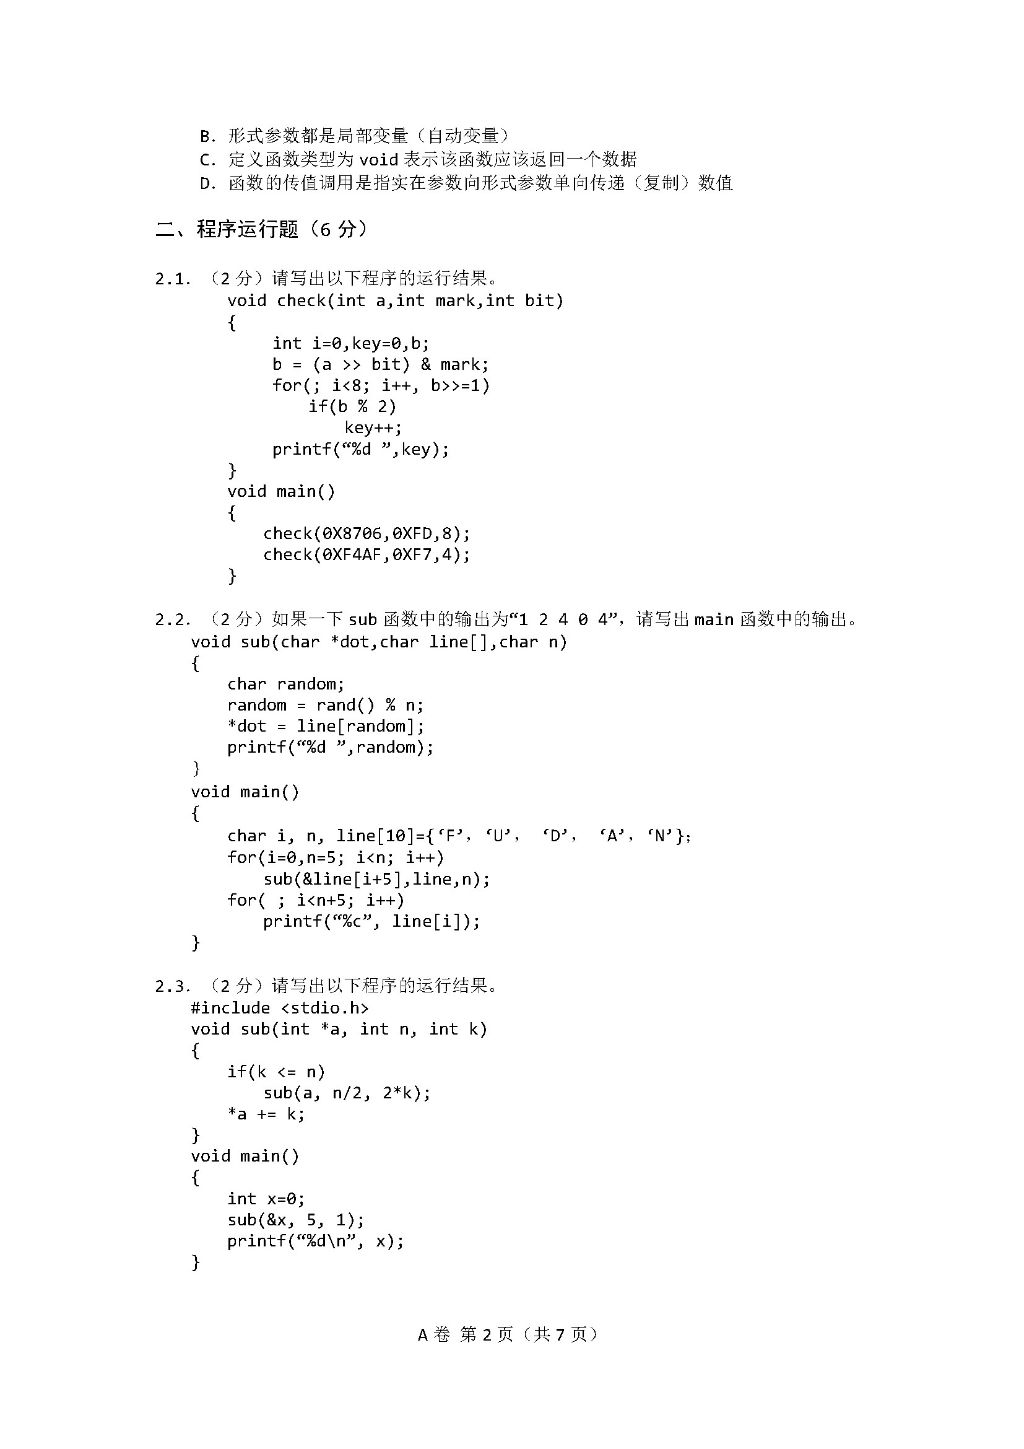 B. 形式参数都是局部变量（自动变量）
C. 定义函数类型为 void 表示该函数应该返回一个数据
D. 函数的传值调用是指实在参数向形式参数单向传递（复制）数值
二、程序运行题（6 分）
2.1. （2 分）请写出以下程序的运行结果。
void check(int a,int mark,int bit)
{
int i=0,key=0,b;
b = (a >> bit) & mark;
for(; i<8; i++, b>>=1)
if(b % 2)
key++;
printf(“%d ”,key);
}
void main()
{
check(0X8706,0XFD,8);
check(0XF4AF,0XF7,4);
}
2.2. （2 分）如果一下 sub 函数中的输出为“1 2 4 0 4”，请写出 main 函数中的输出。
void sub(char *dot,char line[],char n)
{
char random;
random = rand() % n;
*dot = line[random];
printf(“%d ”,random);
}
void main()
{
char i, n, line[10]={‘F’，‘U’， ‘D’， ‘A’，‘N’};
for(i=0,n=5; i<n; i++)
sub(&line[i+5],line,n);
for( ; i<n+5; i++)
printf(“%c”, line[i]);
}
2.3. （2 分）请写出以下程序的运行结果。
#include <stdio.h>
void sub(int *a, int n, int k)
{
if(k <= n)
sub(a, n/2, 2*k);
*a += k;
}
void main()
{
int x=0;
sub(&x, 5, 1);
printf(“%d\n”, x);
}
A 卷 第 2 页（共 7 页）